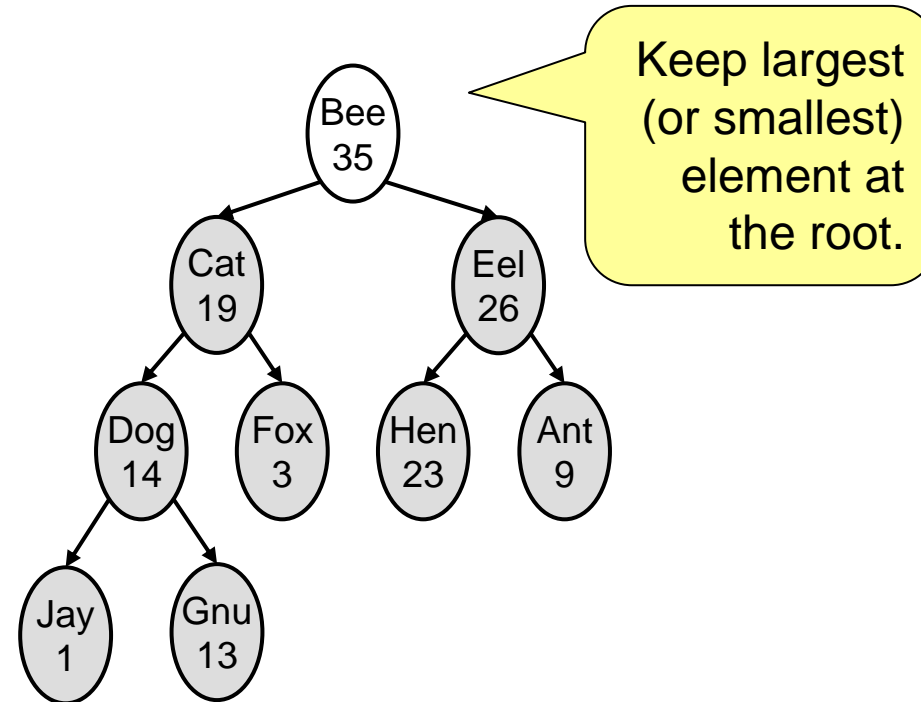 Keep largest
(or smallest)
element at
the root.
Bee
35
Cat
19
Eel
26
Dog
14
Fox
3
Hen
23
Ant
9
Jay
1
Gnu
13